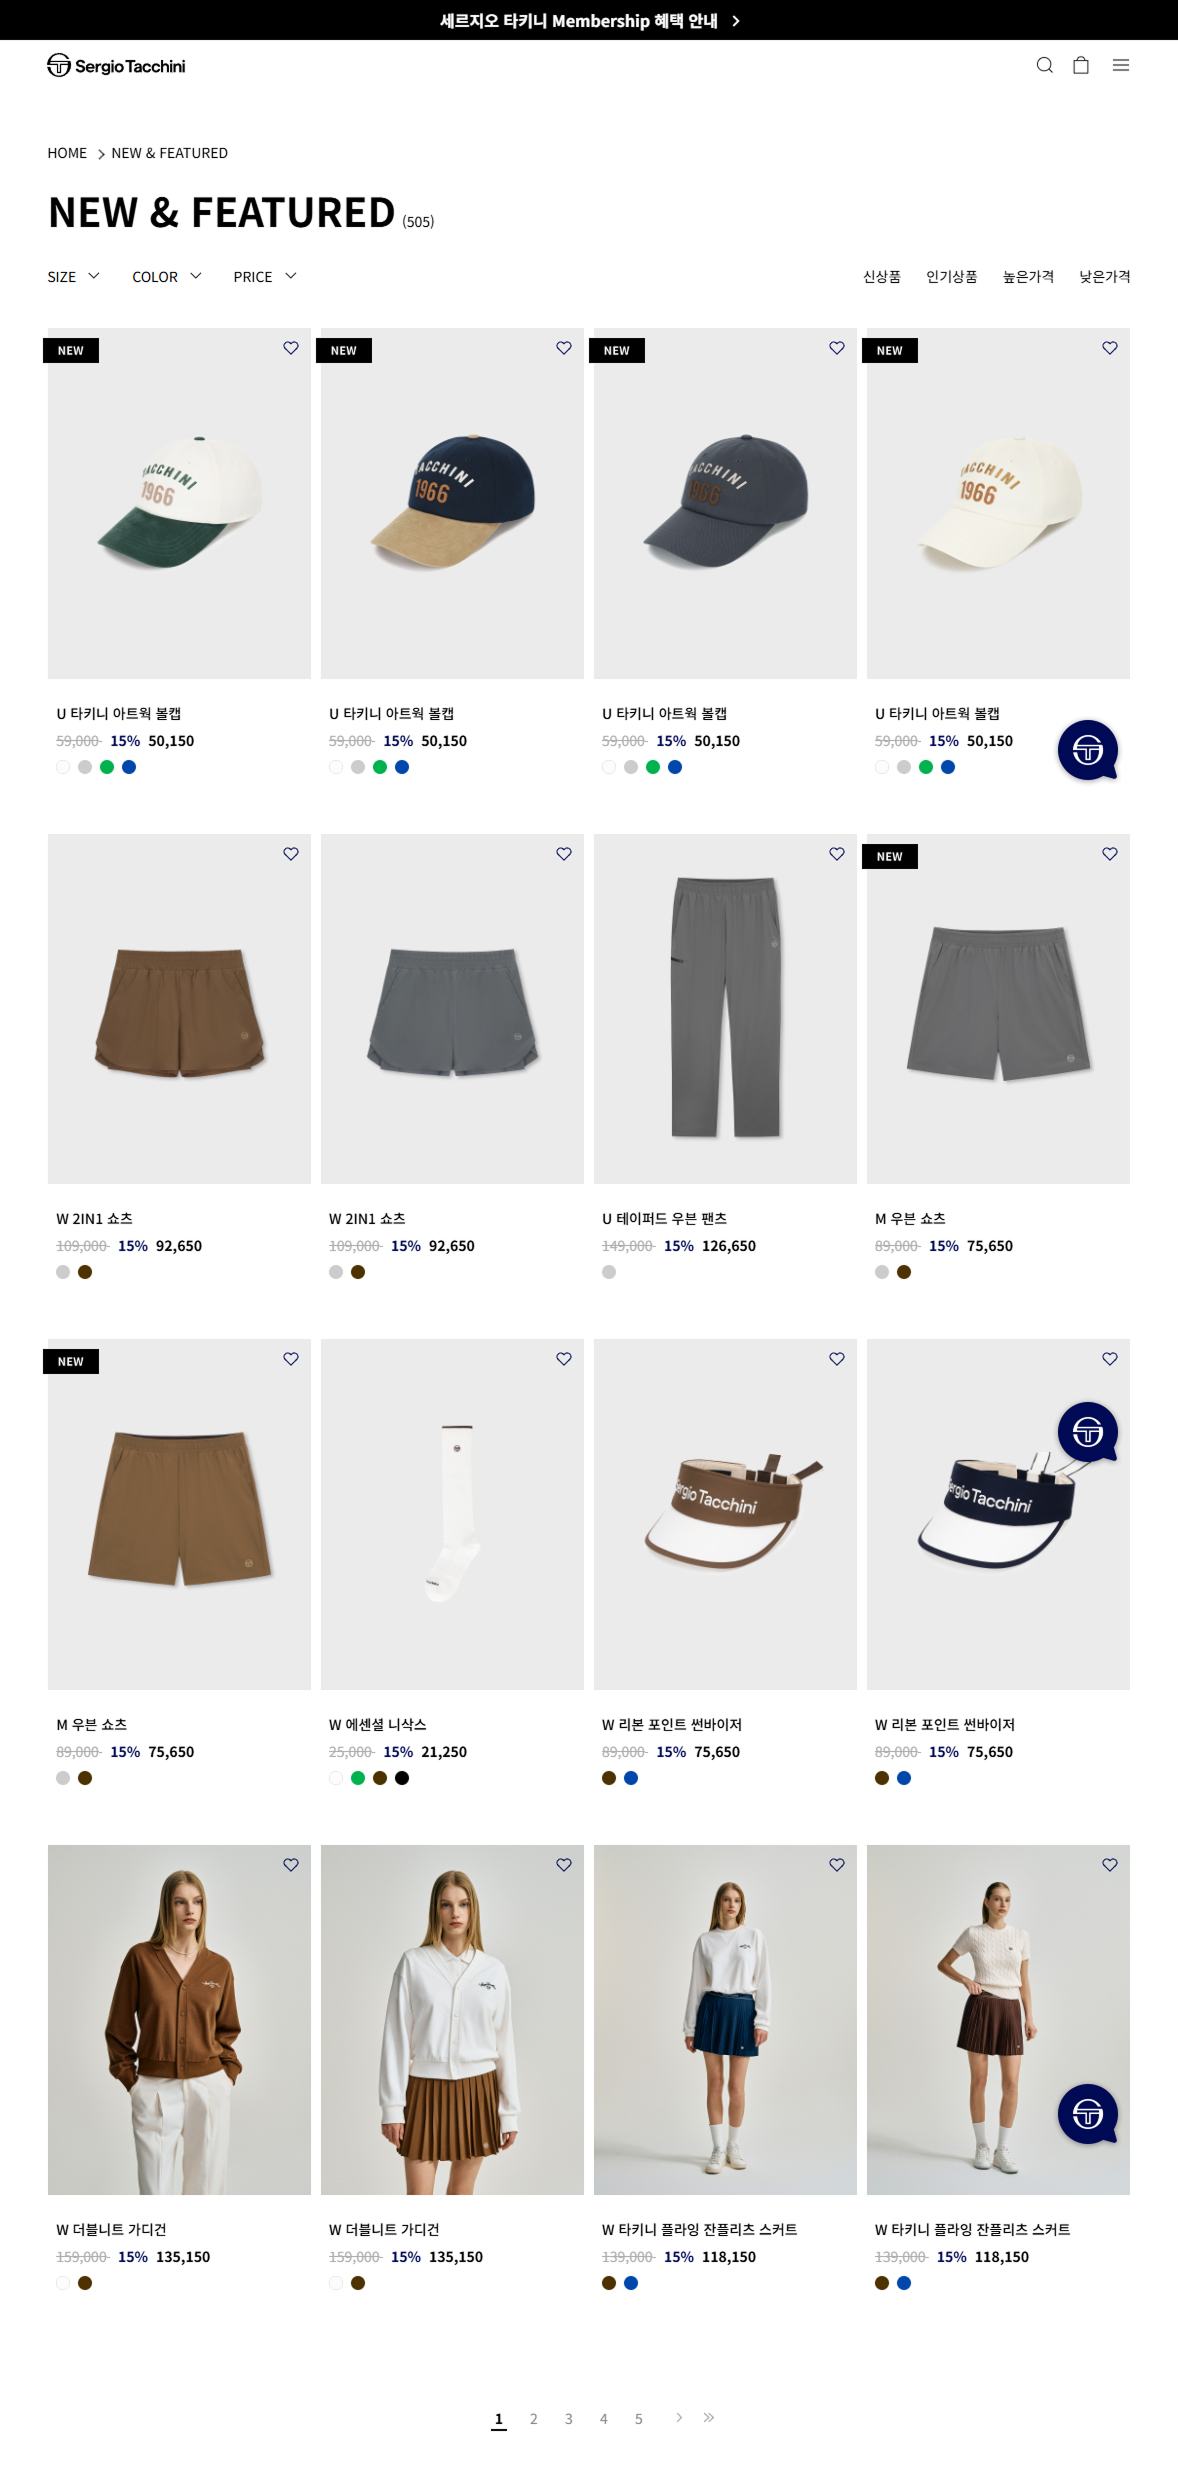 세르지오 타키니 Membership 혜택 안내
Sergio Tacchini
HOME > NEW & FEATURED
NEW & FEATURED (505)
SIZE COLOR PRICE 신상품 인기상품 높은가격 낮은가격
NEW NEW NEW NEW
TACCHINI TACCHINI TACCHINI TACCHINI
1966 1966 1966 1966
U 타키니 아트웍 볼캡 U 타키니 아트웍 볼캡 U 타키니 아트웍 볼캡 U 타키니 아트웍 볼캡
59,000 15% 50,150 59,000 15% 50,150 59,000 15% 50,150 59,000 15% 50,150
NEW
W 2IN1 쇼츠 W 2IN1 쇼츠 U 테이퍼드 우븐 팬츠 M 우븐 쇼츠
109,000 15% 92,650 109,000 15% 92,650 149,000 15% 126,650 89,000 15% 75,650
NEW
Sergio Tacchini Sergio Tacchini
M 우븐 쇼츠 W 에센셜 니삭스 W 리본 포인트 썬바이저 W 리본 포인트 썬바이저
89,000 15% 75,650 25,000 15% 21,250 89,000 15% 75,650 89,000 15% 75,650
W 더블니트 가디건 W 더블니트 가디건 W 타키니 플라잉 잔플리츠 스커트 W 타키니 플라잉 잔플리츠 스커트
159,000 15% 135,150 159,000 15% 135,150 139,000 15% 118,150 139,000 15% 118,150
1 2 3 4 5